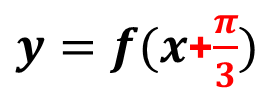 y = f(x+π/3)